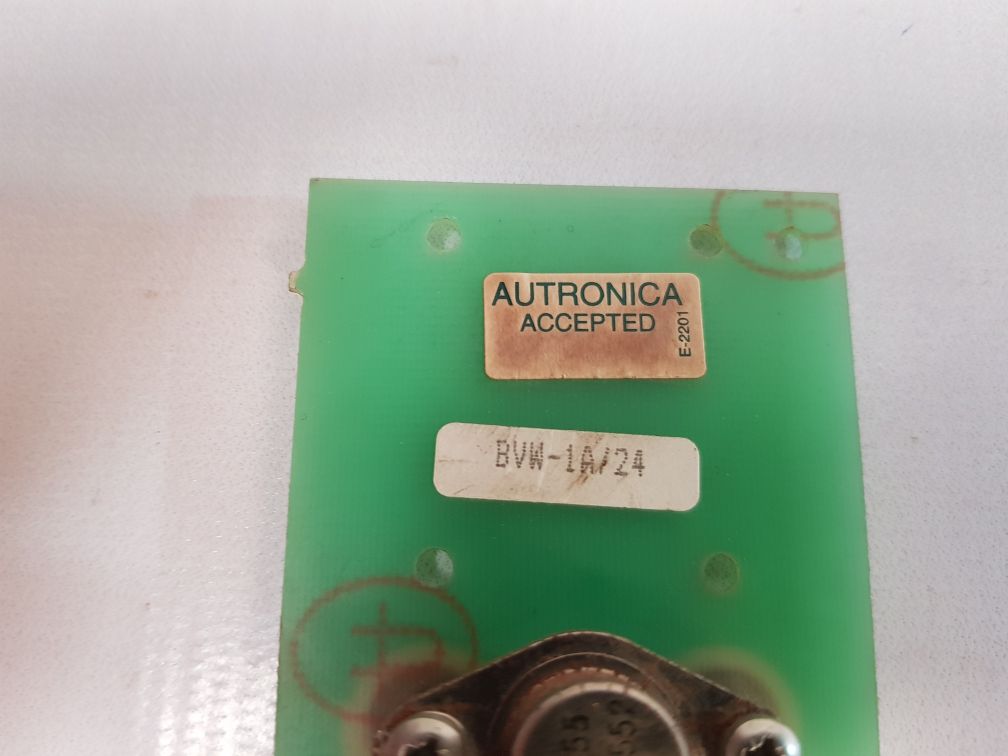 AUTRONICA
ACCEPTED
E-2201
BVW-1A/24